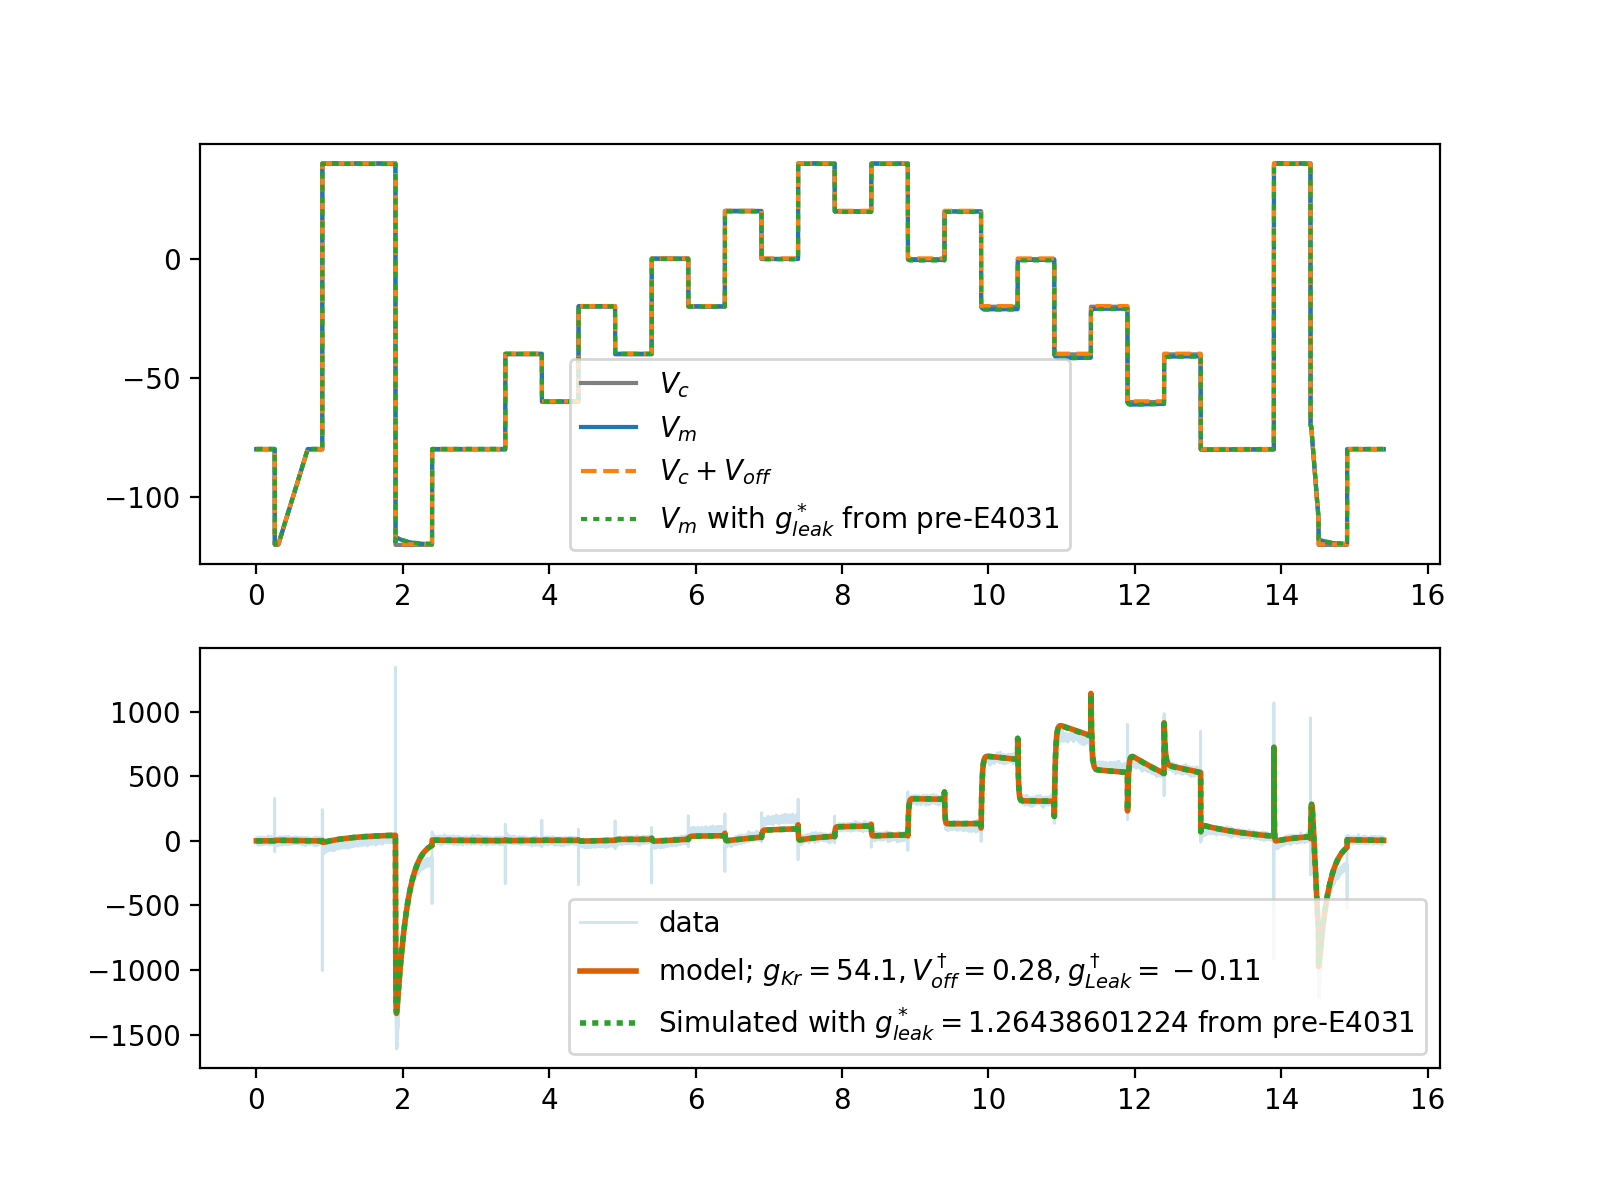 0
−50
−100
V_c
V_m
V_c + V_off
V_m with g*_leak from pre-E4031
0 2 4 6 8 10 12 14 16
1000
500
0
−500
−1000
−1500
data
model; g_Kr = 54.1, V†_off = 0.28, g†_Leak = −0.11
Simulated with g*_leak = 1.26438601224 from pre-E4031
0 2 4 6 8 10 12 14 16